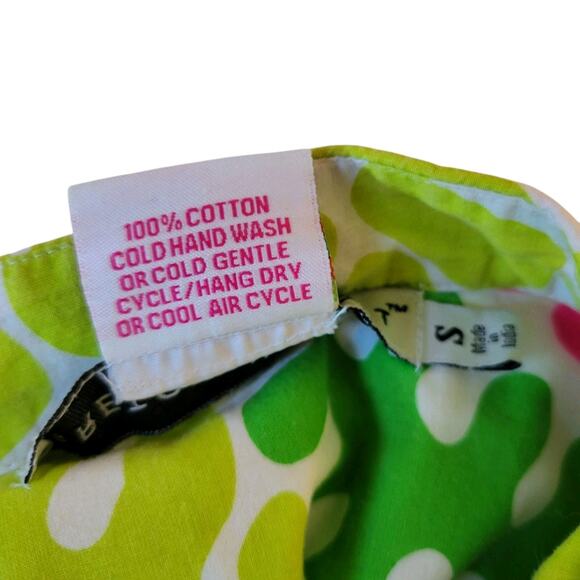 100% COTTON
COLD HAND WASH
OR COLD GENTLE
CYCLE/HANG DRY
OR COOL AIR CYCLE
S
Made
in
India